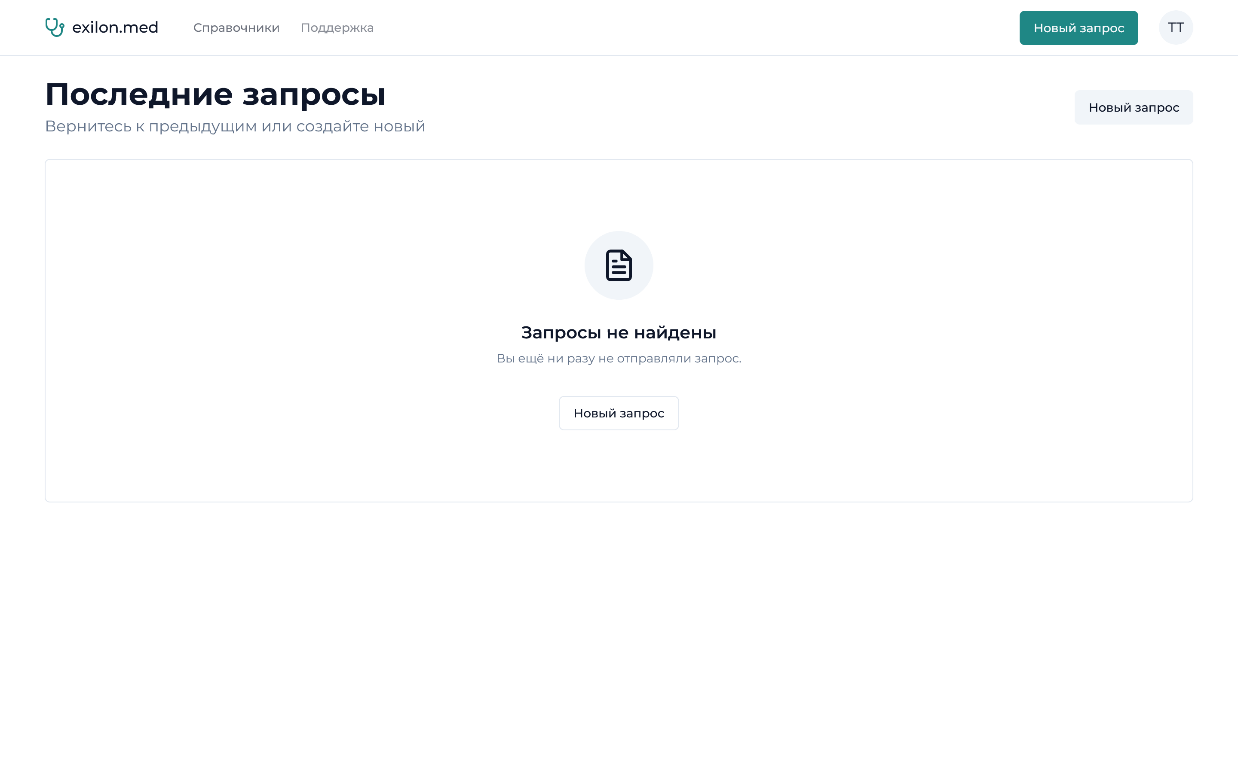 exilon.med
Справочники
Поддержка
Новый запрос
TT
Последние запросы
Вернитесь к предыдущим или создайте новый
Новый запрос
Запросы не найдены
Вы ещё ни разу не отправляли запрос.
Новый запрос